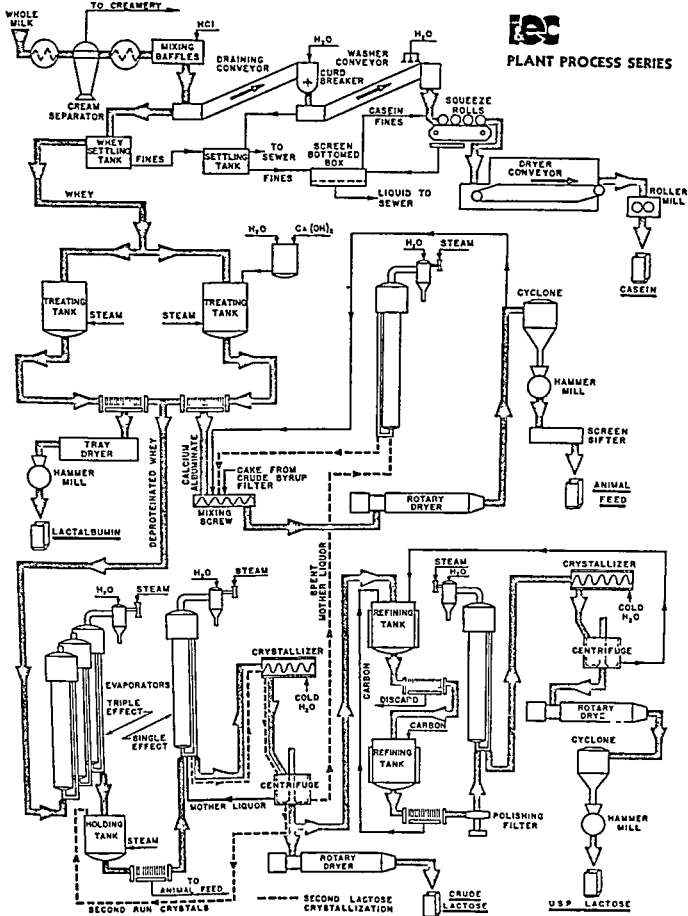 TO CREAMERY
WHOLE
MILK
HCl
MIXING
BAFFLES
CREAM
SEPARATOR
DRAINING
CONVEYOR
H₂O
CURD
BREAKER
WASHER
CONVEYOR
H₂O
i&ec
PLANT PROCESS SERIES
SQUEEZE
ROLLS
CASEIN
FINES
WHEY
SETTLING
TANK
FINES
SETTLING
TANK
TO
SEWER
FINES
SCREEN
BOTTOMED
BOX
LIQUID TO
SEWER
DRYER
CONVEYOR
ROLLER
MILL
CASEIN
WHEY
H₂O
Ca(OH)₂
TREATING
TANK
STEAM
STEAM
TREATING
TANK
H₂O
STEAM
CYCLONE
HAMMER
MILL
SCREEN
SIFTER
ANIMAL
FEED
TRAY
DRYER
HAMMER
MILL
LACTALBUMIN
DEPROTEINATED WHEY
CALCIUM
ALBUMINATE
CAKE FROM
CRUDE SYRUP
FILTER
MIXING
SCREW
ROTARY
DRYER
SPENT
MOTHER LIQUOR
H₂O
STEAM
H₂O
STEAM
EVAPORATORS
TRIPLE
EFFECT
SINGLE
EFFECT
CRYSTALLIZER
COLD
H₂O
CENTRIFUGE
MOTHER LIQUOR
HOLDING
TANK
STEAM
TO
ANIMAL FEED
SECOND RUN CRYSTALS
SECOND LACTOSE
CRYSTALLIZATION
ROTARY
DRYER
CRUDE
LACTOSE
CARBON
REFINING
TANK
DISCARD
CARBON
REFINING
TANK
POLISHING
FILTER
STEAM
H₂O
CRYSTALLIZER
COLD
H₂O
CENTRIFUGE
ROTARY
DRYE
CYCLONE
HAMMER
MILL
U.S.P. LACTOSE